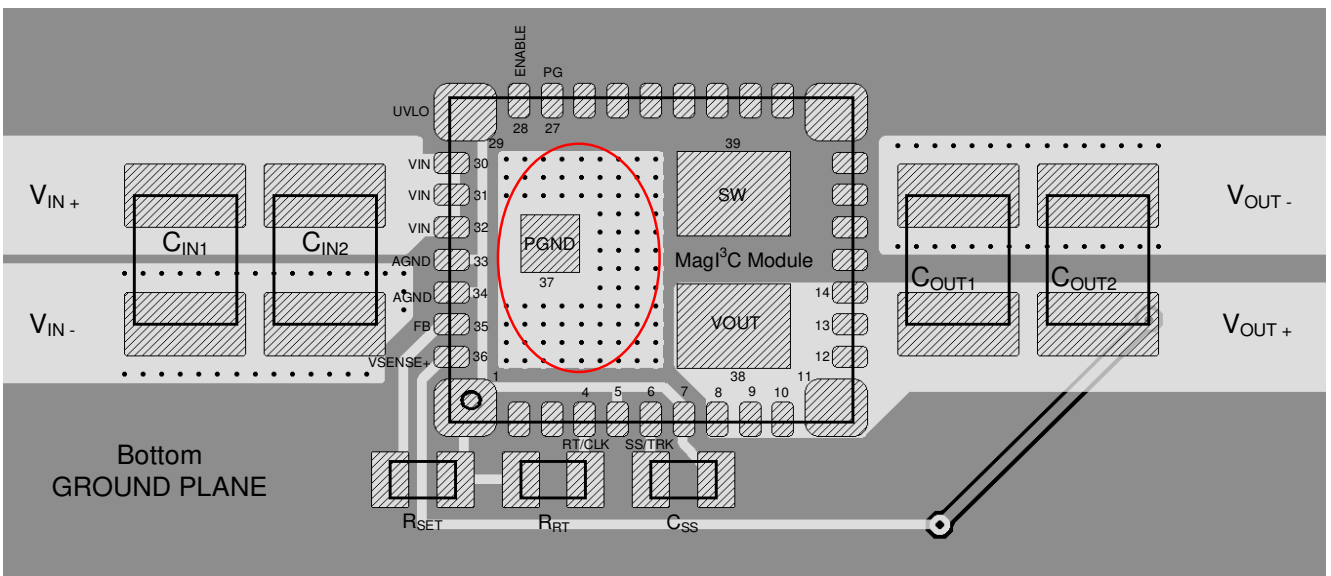 ENABLE
PG
UVLO
28 27
29
39
VIN 30
VIN 31
VIN 32
AGND 33
AGND 34
FB 35
VSENSE+ 36
SW
PGND
37
MagI³C Module
VOUT
38
14
13
12
11
1
4 5 6 7 8 9 10
RT/CLK SS/TRK
VIN +
CIN1 CIN2
VIN -
VOUT -
COUT1 COUT2
VOUT +
Bottom
GROUND PLANE
RSET RRT CSS